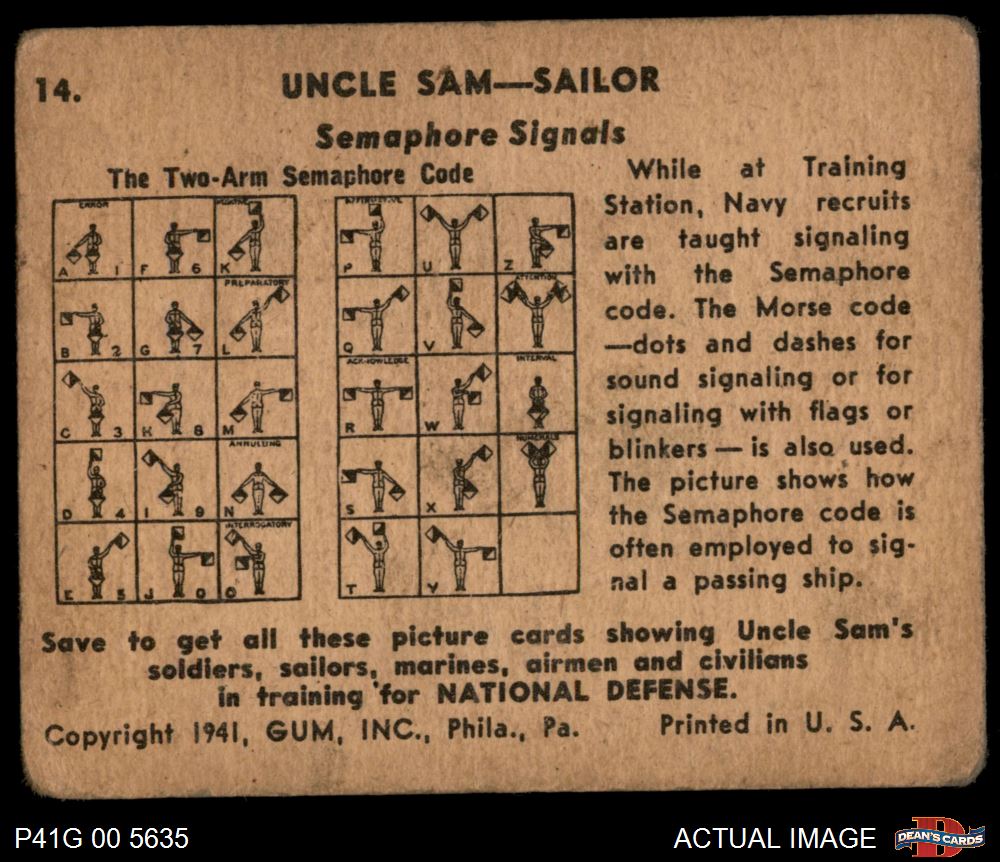 14.
UNCLE SAM—SAILOR
Semaphore Signals
The Two-Arm Semaphore Code
ERROR
A 1 F 6 K
PREPARATORY
B 2 G 7 L
C 3 H 8 M
ANNULLING
D 4 I 9 N
INTERROGATORY
E 5 J 0 O
AFFIRMATIVE
P U Z
ATTENTION
Q V
ACKNOWLEDGE INTERVAL
R W
NUMERALS
S X
T Y
While at Training
Station, Navy recruits
are taught signaling
with the Semaphore
code. The Morse code
—dots and dashes for
sound signaling or for
signaling with flags or
blinkers — is also used.
The picture shows how
the Semaphore code is
often employed to sig-
nal a passing ship.
Save to get all these picture cards showing Uncle Sam's
soldiers, sailors, marines, airmen and civilians
in training for NATIONAL DEFENSE.
Copyright 1941, GUM, INC., Phila., Pa. Printed in U. S. A.
P41G 00 5635
ACTUAL IMAGE
DEAN'S CARDS